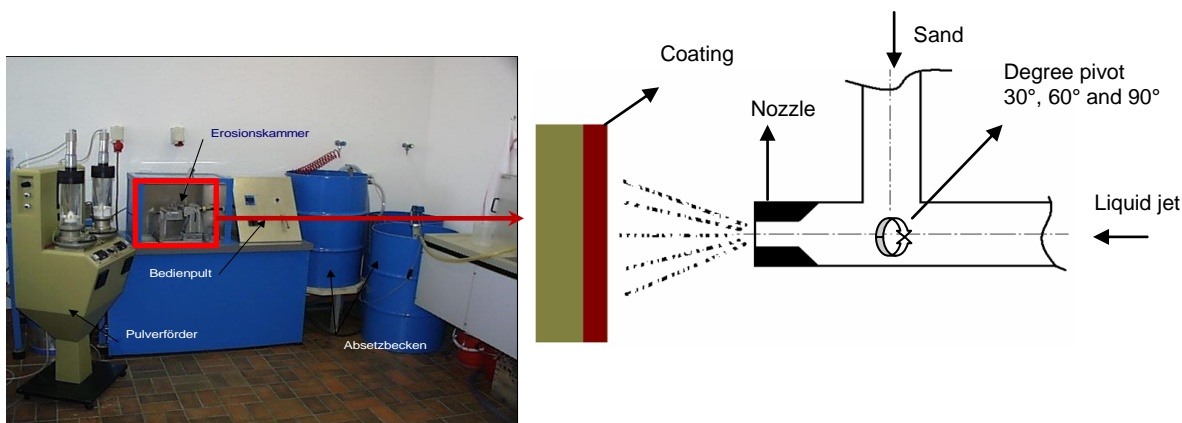 Erosionskammer
Bedienpult
Pulverförder
Absetzbecken
Coating
Nozzle
Sand
Degree pivot
30°, 60° and 90°
Liquid jet